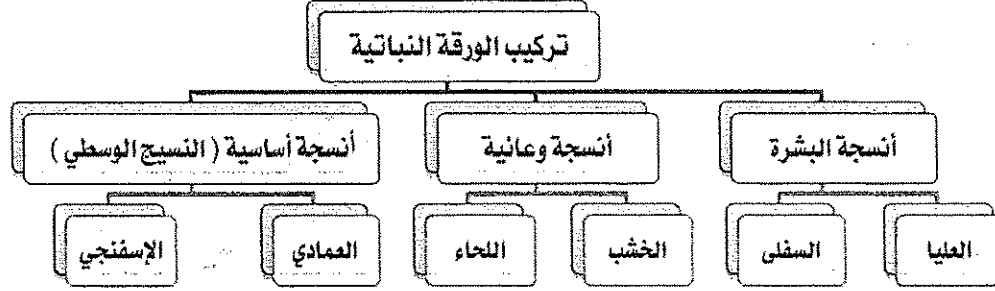 تركيب الورقة النباتية
أنسجة البشرة
أنسجة وعائية
أنسجة أساسية ( النسيج الوسطي )
العليا
السفلى
الخشب
اللحاء
العمادي
الإسفنجي